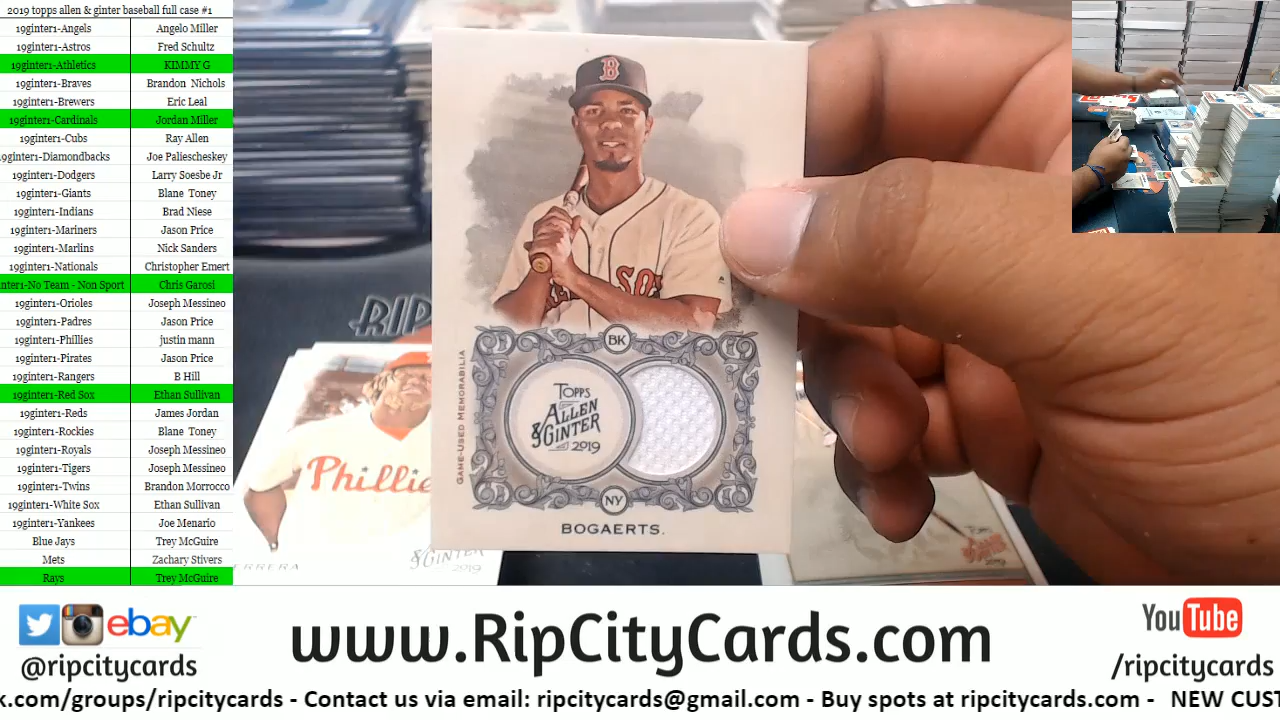 2019 topps allen & ginter baseball full case #1
19ginter1-Angels Angelo Miller
19ginter1-Astros Fred Schultz
19ginter1-Athletics KIMMY G
19ginter1-Braves Brandon Nichols
19ginter1-Brewers Eric Leal
19ginter1-Cardinals Jordan Miller
19ginter1-Cubs Ray Allen
9ginter1-Diamondbacks Joe Paliescheskey
19ginter1-Dodgers Larry Soesbe Jr
19ginter1-Giants Blane Toney
19ginter1-Indians Brad Niese
19ginter1-Mariners Jason Price
19ginter1-Marlins Nick Sanders
19ginter1-Nationals Christopher Emert
inter1-No Team - Non Sport Chris Garosi
19ginter1-Orioles Joseph Messineo
19ginter1-Padres Jason Price
19ginter1-Phillies justin mann
19ginter1-Pirates Jason Price
19ginter1-Rangers B Hill
19ginter1-Red Sox Ethan Sullivan
19ginter1-Reds James Jordan
19ginter1-Rockies Blane Toney
19ginter1-Royals Joseph Messineo
19ginter1-Tigers Joseph Messineo
19ginter1-Twins Brandon Morrocco
19ginter1-White Sox Ethan Sullivan
19ginter1-Yankees Joe Menario
Blue Jays Trey McGuire
Mets Zachary Stivers
Rays Trey McGuire
B
SO
BK
GAME-USED MEMORABILIA
TOPPS
ALLEN
& GINTER
2019
NY
BOGAERTS.
RIP
Phillie
GINTER
2019
ERRERA
2019
ebay
@ripcitycards
www.RipCityCards.com
YouTube
/ripcitycards
k.com/groups/ripcitycards - Contact us via email: ripcitycards@gmail.com - Buy spots at ripcitycards.com - NEW CUST